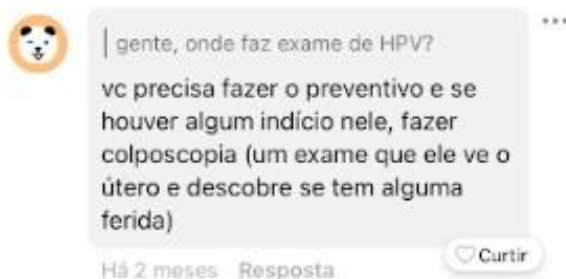 gente, onde faz exame de HPV?
vc precisa fazer o preventivo e se
houver algum indício nele, fazer
colposcopia (um exame que ele ve o
útero e descobre se tem alguma
ferida)
Curtir
Há 2 meses Resposta